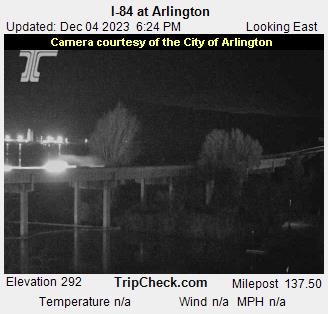 I-84 at Arlington
Updated: Dec 04 2023 6:24 PM Looking East
Camera courtesy of the City of Arlington
Elevation 292 TripCheck.com Milepost 137.50
Temperature n/a Wind n/a MPH n/a